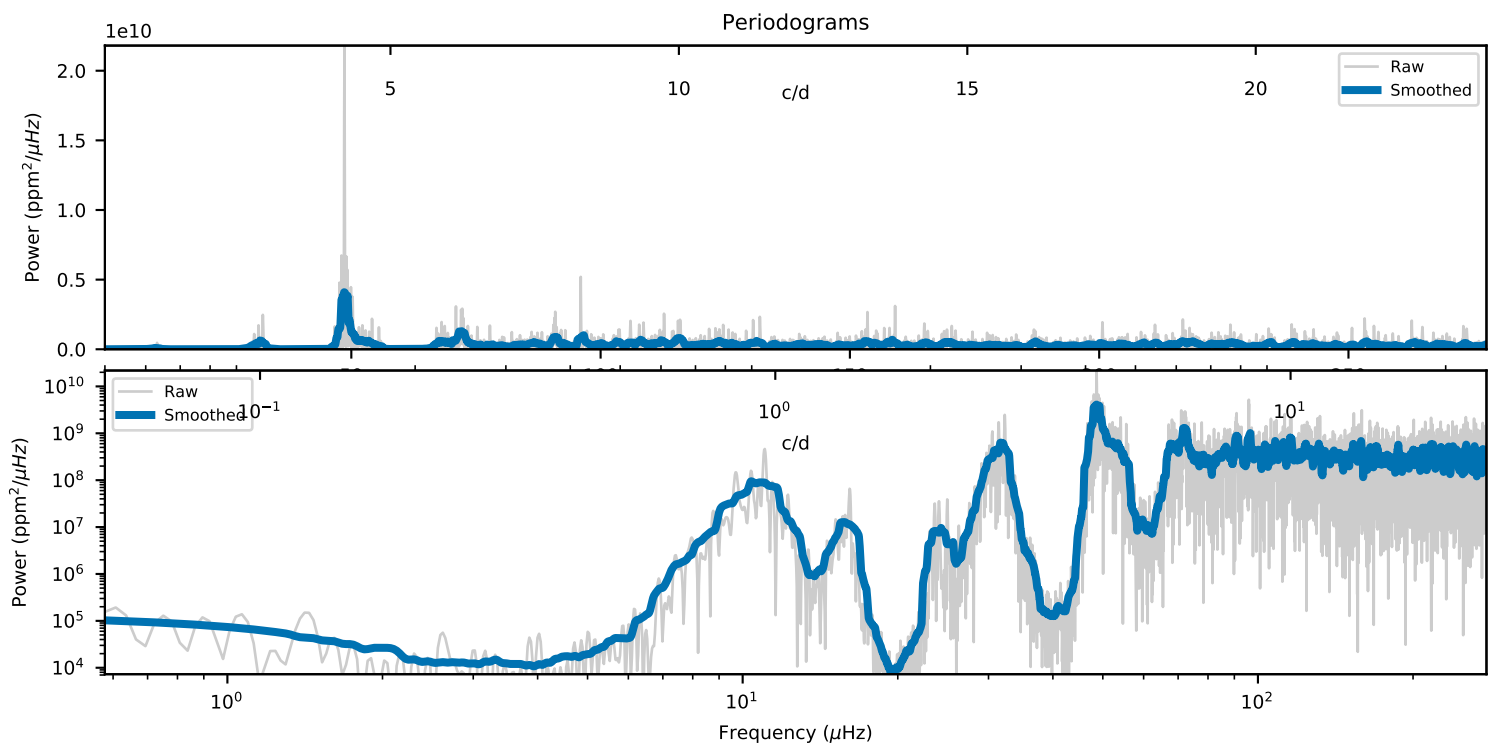 Periodograms
1e10
2.0
1.5
1.0
0.5
0.0
Power (ppm²/μHz)
5
10
15
20
c/d
Raw
Smoothed
10¹⁰
10⁹
10⁸
10⁷
10⁶
10⁵
10⁴
Power (ppm²/μHz)
Raw
Smoothed
10⁻¹
10⁰
10¹
c/d
10⁰
10¹
10²
Frequency (μHz)